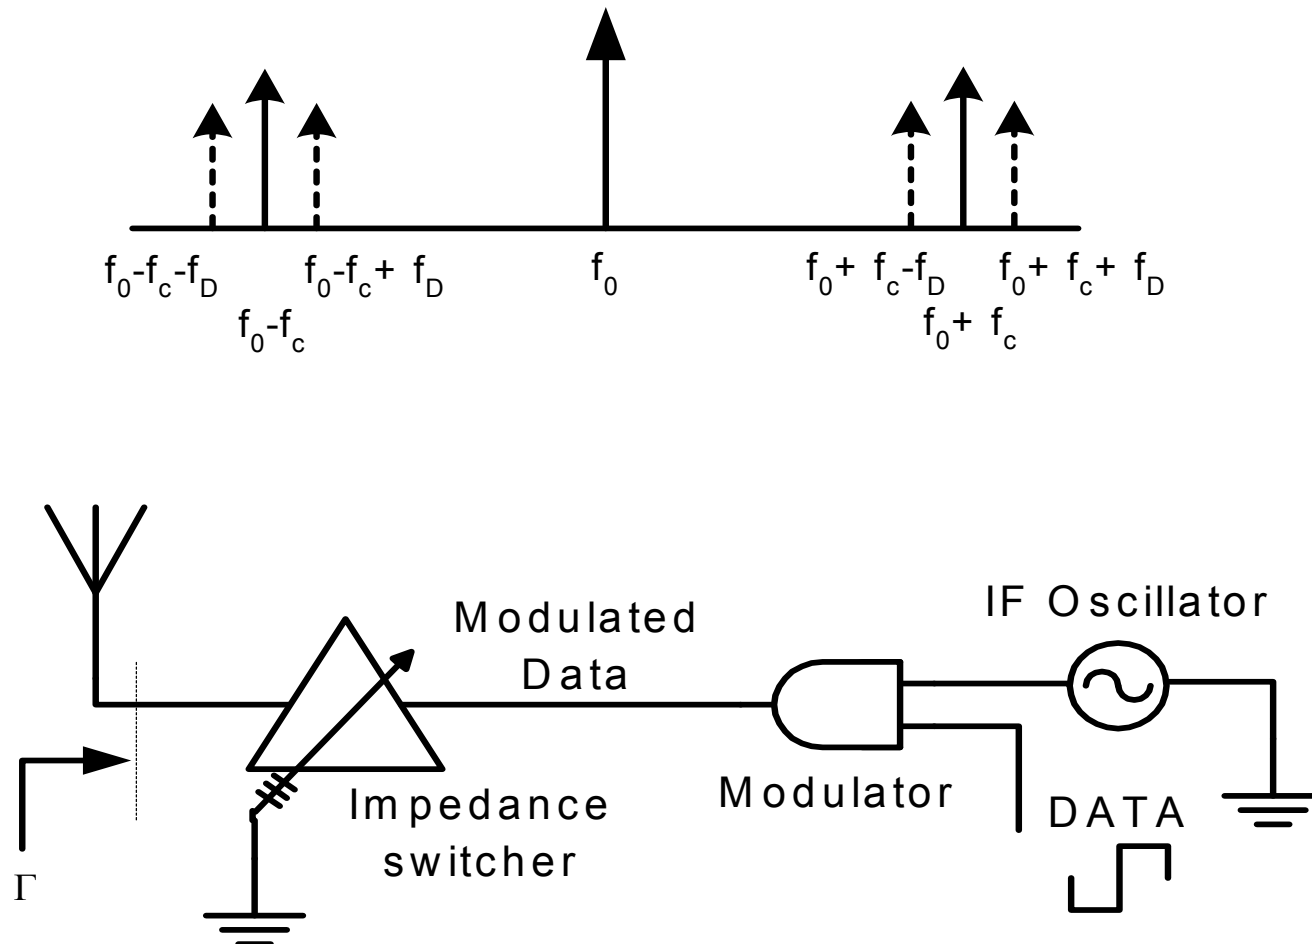 f0-fc-fD
f0-fc+ fD
f0
f0+ fc-fD
f0+ fc+ fD
f0-fc
f0+ fc
IF Oscillator
Modulated
Data
Modulator
DATA
Impedance
switcher
Γ